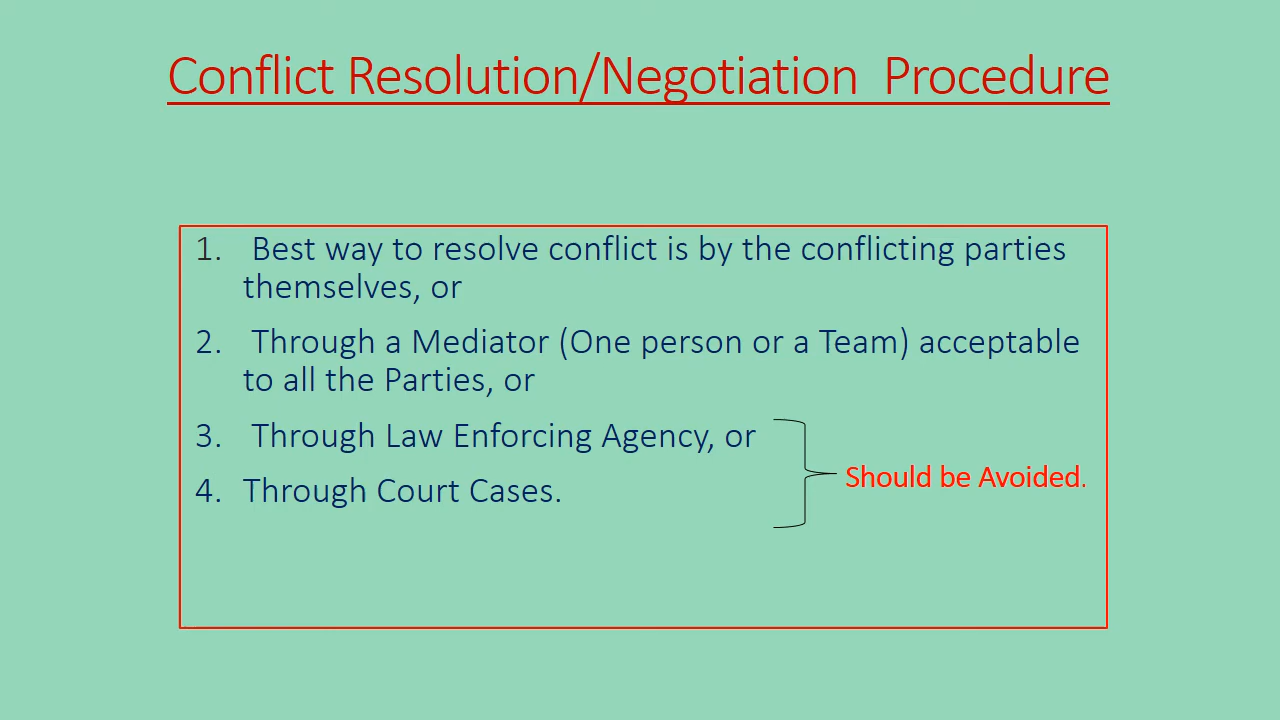 Conflict Resolution/Negotiation  Procedure
1.  Best way to resolve conflict is by the conflicting parties
themselves, or
2.  Through a Mediator (One person or a Team) acceptable
to all the Parties, or
3.  Through Law Enforcing Agency, or
Should be Avoided.
4.  Through Court Cases.